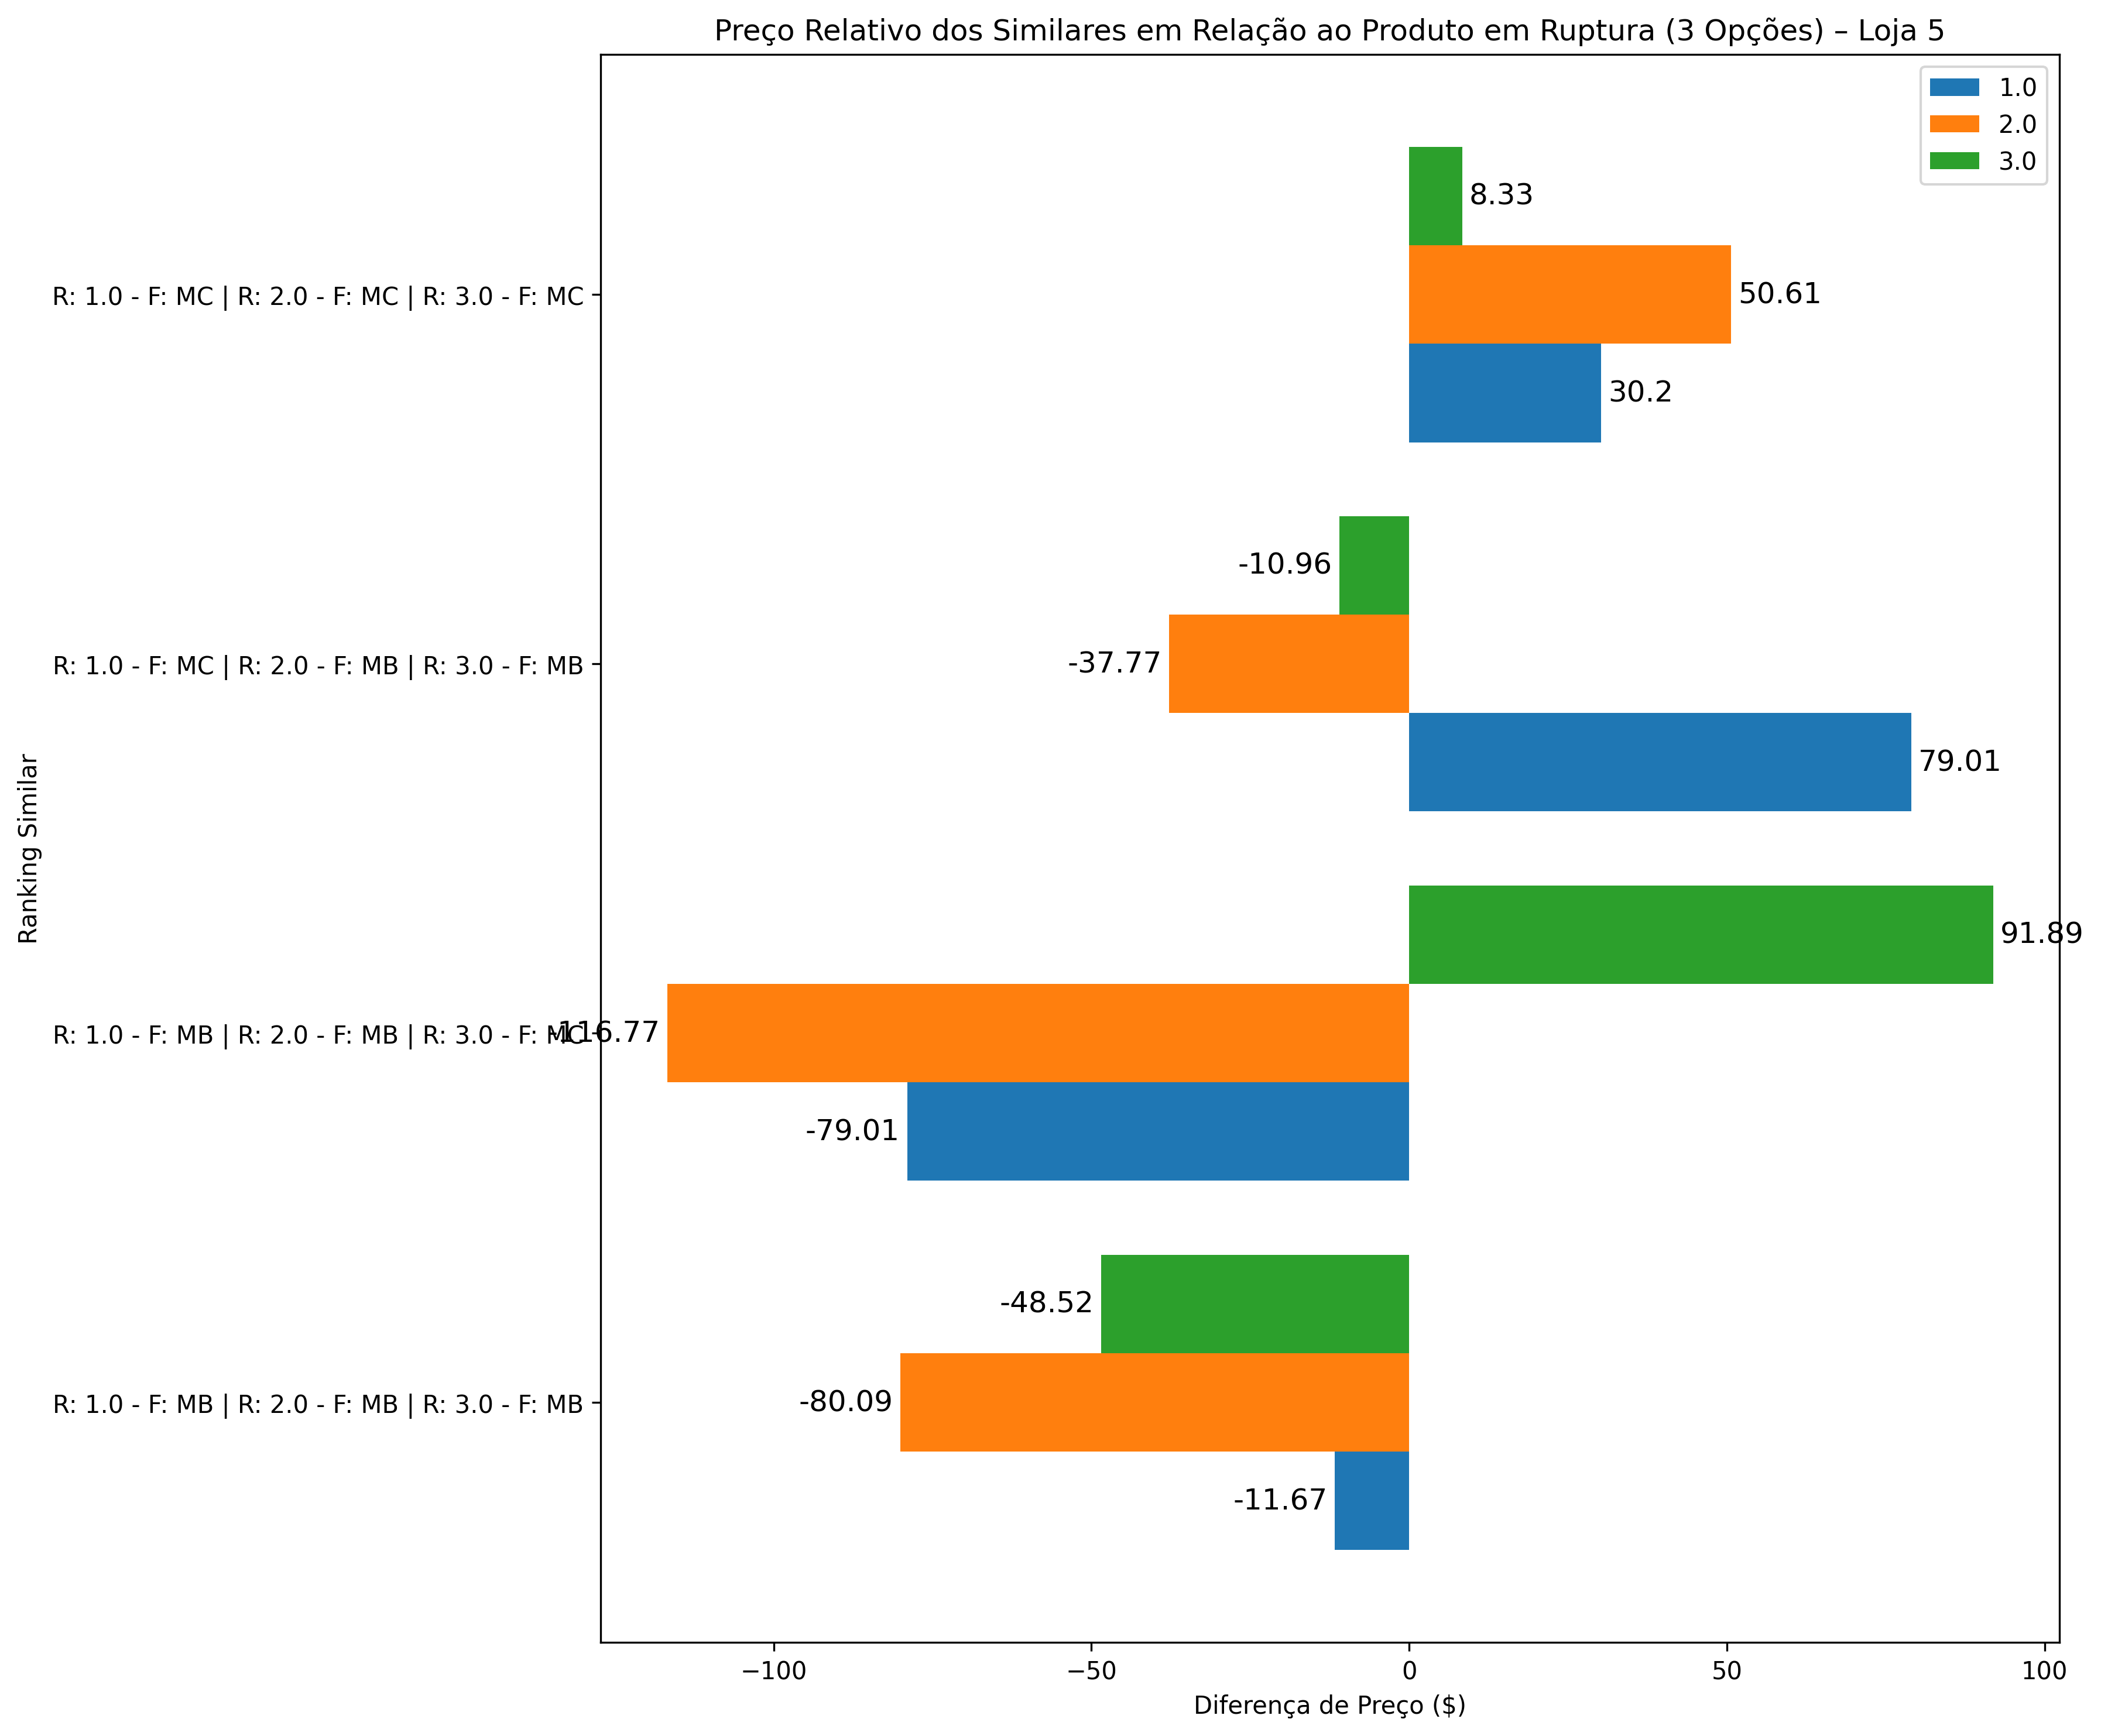 Preço Relativo dos Similares em Relação ao Produto em Ruptura (3 Opções) – Loja 5
1.0
2.0
3.0
8.33
R: 1.0 - F: MC | R: 2.0 - F: MC | R: 3.0 - F: MC
50.61
30.2
-10.96
R: 1.0 - F: MC | R: 2.0 - F: MB | R: 3.0 - F: MB
-37.77
79.01
91.89
R: 1.0 - F: MB | R: 2.0 - F: MB | R: 3.0 - F: MC
-116.77
-79.01
-48.52
R: 1.0 - F: MB | R: 2.0 - F: MB | R: 3.0 - F: MB
-80.09
-11.67
Ranking Similar
−100
−50
0
50
100
Diferença de Preço ($)